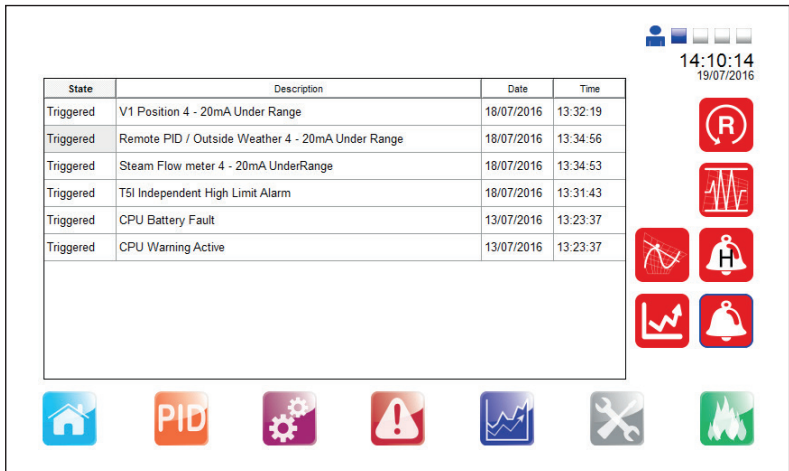 14:10:14
19/07/2016
State Description Date Time
Triggered V1 Position 4 - 20mA Under Range 18/07/2016 13:32:19
Triggered Remote PID / Outside Weather 4 - 20mA Under Range 18/07/2016 13:34:56
Triggered Steam Flow meter 4 - 20mA UnderRange 18/07/2016 13:34:53
Triggered T5I Independent High Limit Alarm 18/07/2016 13:31:43
Triggered CPU Battery Fault 13/07/2016 13:23:37
Triggered CPU Warning Active 13/07/2016 13:23:37
R
H
PID